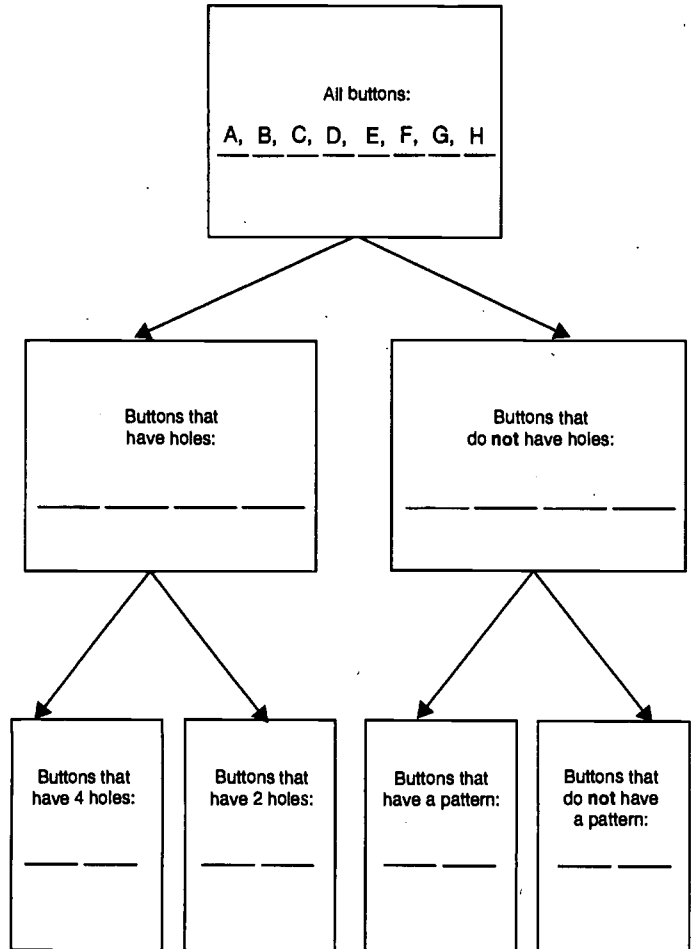 All buttons:
A, B, C, D, E, F, G, H
Buttons that
have holes:
Buttons that
do not have holes:
Buttons that
have 4 holes:
Buttons that
have 2 holes:
Buttons that
have a pattern:
Buttons that
do not have
a pattern: